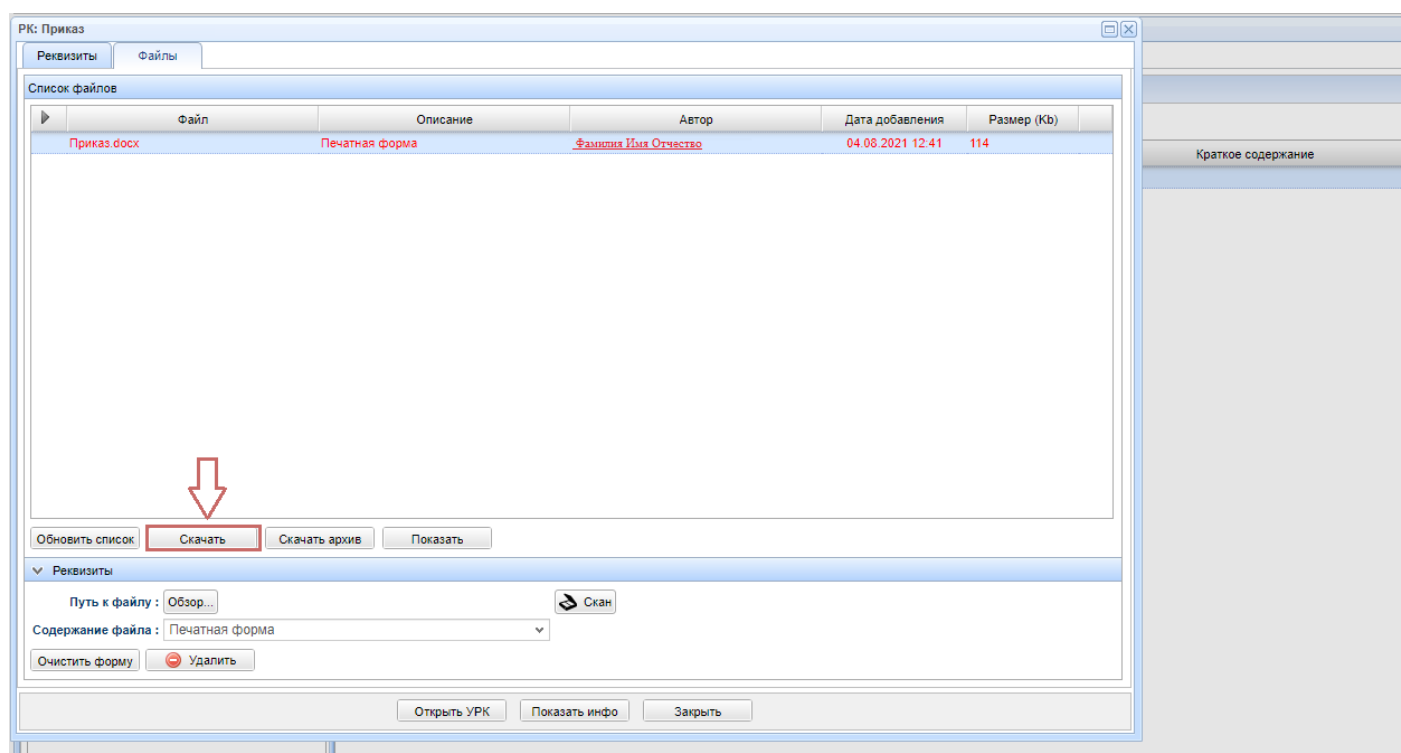 РК: Приказ
Реквизиты Файлы
Список файлов
Файл Описание Автор Дата добавления Размер (Kb)
Приказ.docx Печатная форма Фамилия Имя Отчество 04.08.2021 12:41 114
Краткое содержание
Обновить список Скачать Скачать архив Показать
Реквизиты
Путь к файлу : Обзор... Скан
Содержание файла : Печатная форма
Очистить форму Удалить
Открыть УРК Показать инфо Закрыть